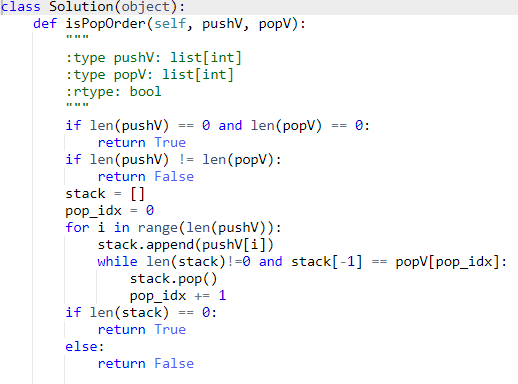 class Solution(object):
    def isPopOrder(self, pushV, popV):
        """
        :type pushV: list[int]
        :type popV: list[int]
        :rtype: bool
        """
        if len(pushV) == 0 and len(popV) == 0:
            return True
        if len(pushV) != len(popV):
            return False
        stack = []
        pop_idx = 0
        for i in range(len(pushV)):
            stack.append(pushV[i])
            while len(stack)!=0 and stack[-1] == popV[pop_idx]:
                stack.pop()
                pop_idx += 1
        if len(stack) == 0:
            return True
        else:
            return False